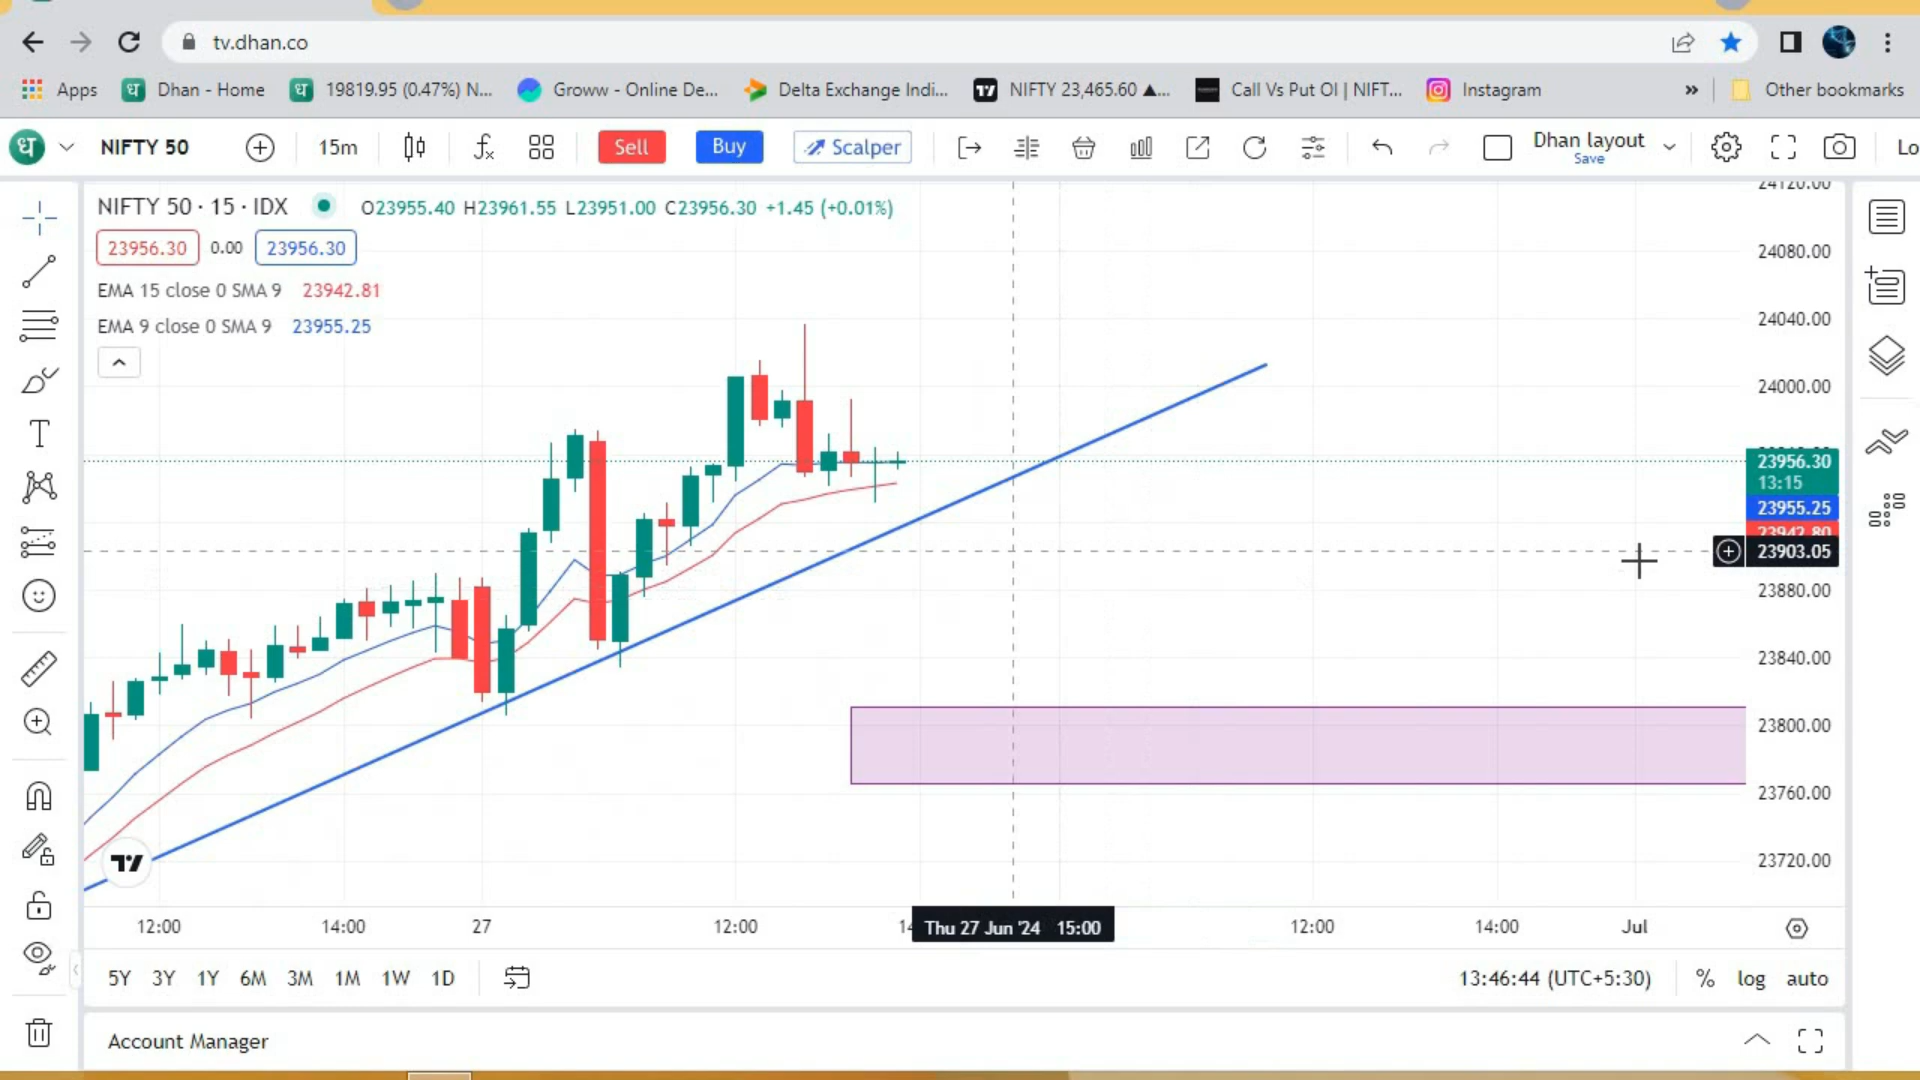 tv.dhan.co
Apps ध Dhan - Home ध 19819.95 (0.47%) N... Groww - Online De... Delta Exchange Indi... NIFTY 23,465.60 ▲... Call Vs Put OI | NIFT... Instagram » Other bookmarks
ध NIFTY 50 15m Sell Buy Scalper Dhan layout Lo
Save
NIFTY 50 · 15 · IDX O23955.40 H23961.55 L23951.00 C23956.30 +1.45 (+0.01%)
23956.30 0.00 23956.30
EMA 15 close 0 SMA 9 23942.81
EMA 9 close 0 SMA 9 23955.25
24120.00
24080.00
24040.00
24000.00
23956.30
13:15
23955.25
23942.80
23903.05
23880.00
23840.00
23800.00
23760.00
23720.00
12:00 14:00 27 12:00 14 Thu 27 Jun '24 15:00 12:00 14:00 Jul
5Y 3Y 1Y 6M 3M 1M 1W 1D 13:46:44 (UTC+5:30) % log auto
Account Manager